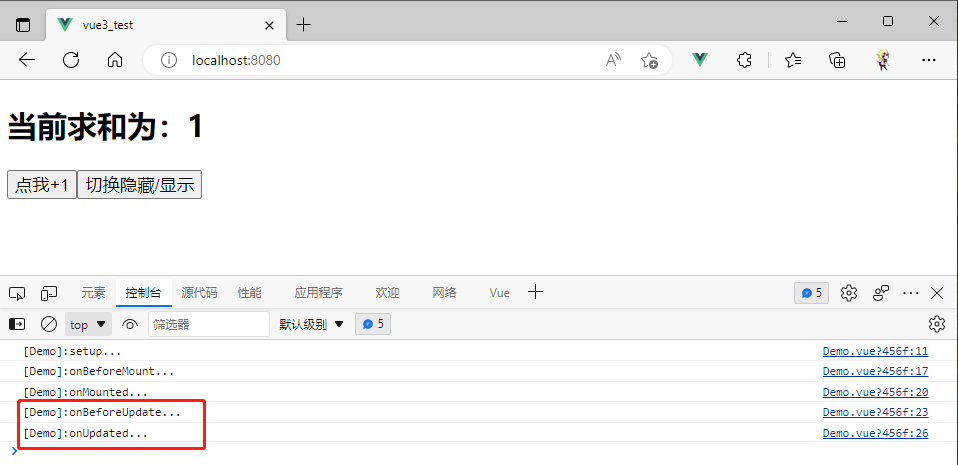 vue3_test
localhost:8080
当前求和为：1
点我+1 切换隐藏/显示
元素 控制台 源代码 性能 应用程序 欢迎 网络 Vue 5
top 筛选器 默认级别 5
[Demo]:setup... Demo.vue?456f:11
[Demo]:onBeforeMount... Demo.vue?456f:17
[Demo]:onMounted... Demo.vue?456f:20
[Demo]:onBeforeUpdate... Demo.vue?456f:23
[Demo]:onUpdated... Demo.vue?456f:26